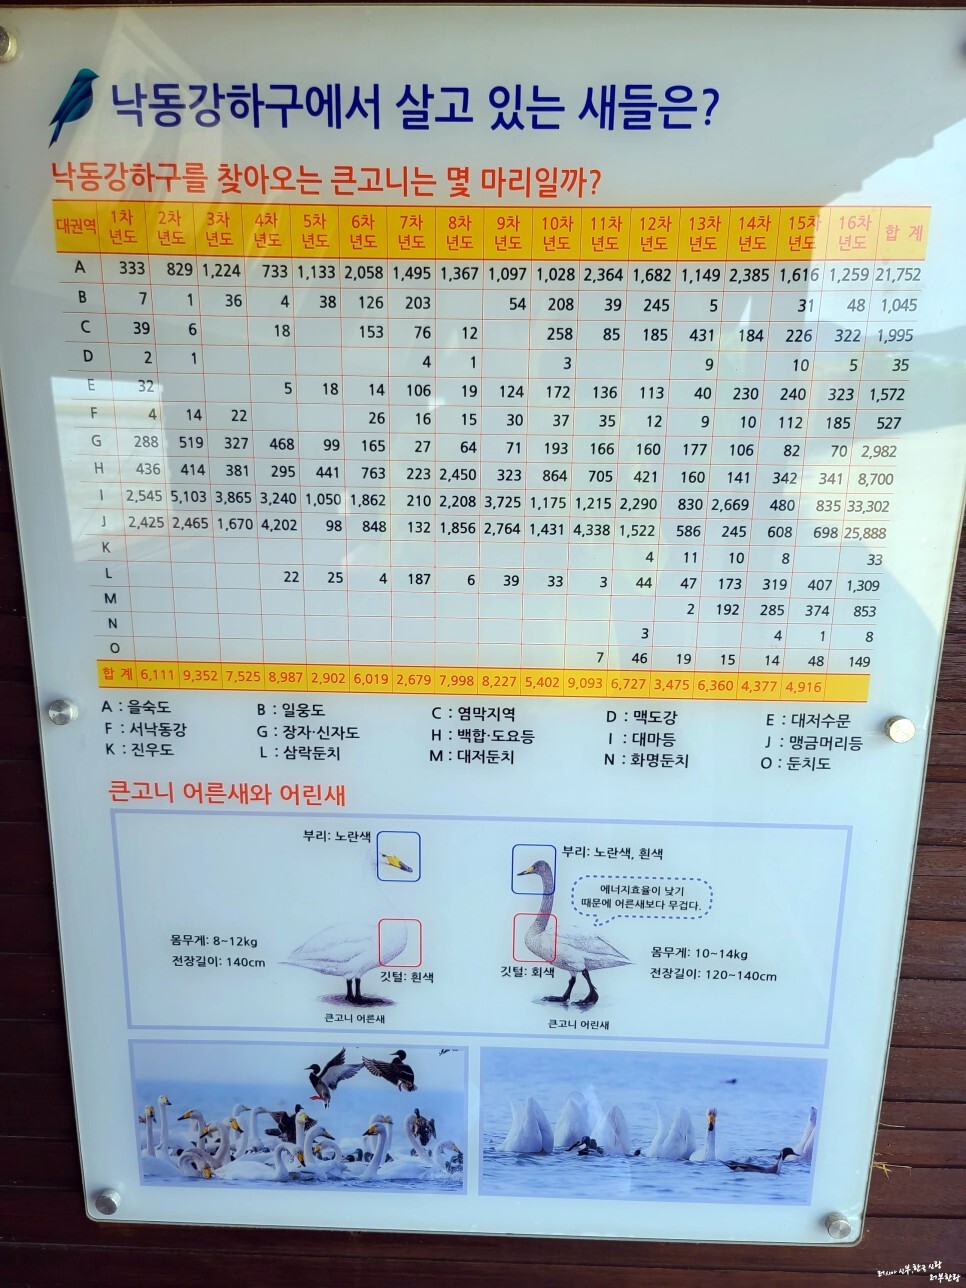 낙동강하구에서 살고 있는 새들은?
낙동강하구를 찾아오는 큰고니는 몇 마리일까?
대권역 1차년도 2차년도 3차년도 4차년도 5차년도 6차년도 7차년도 8차년도 9차년도 10차년도 11차년도 12차년도 13차년도 14차년도 15차년도 16차년도 합 계
A 333 829 1,224 733 1,133 2,058 1,495 1,367 1,097 1,028 2,364 1,682 1,149 2,385 1,616 1,259 21,752
B 7 1 36 4 38 126 203 54 208 39 245 5 31 48 1,045
C 39 6 18 153 76 12 258 85 185 431 184 226 322 1,995
D 2 1 4 1 3 9 10 5 35
E 32 5 18 14 106 19 124 172 136 113 40 230 240 323 1,572
F 4 14 22 26 16 15 30 37 35 12 9 10 112 185 527
G 288 519 327 468 99 165 27 64 71 193 166 160 177 106 82 70 2,982
H 436 414 381 295 441 763 223 2,450 323 864 705 421 160 141 342 341 8,700
I 2,545 5,103 3,865 3,240 1,050 1,862 210 2,208 3,725 1,175 1,215 2,290 830 2,669 480 835 33,302
J 2,425 2,465 1,670 4,202 98 848 132 1,856 2,764 1,431 4,338 1,522 586 245 608 698 25,888
K 4 11 10 8 33
L 22 25 4 187 6 39 33 3 44 47 173 319 407 1,309
M 2 192 285 374 853
N 3 4 1 8
O 7 46 19 15 14 48 149
합 계 6,111 9,352 7,525 8,987 2,902 6,019 2,679 7,998 8,227 5,402 9,093 6,727 3,475 6,360 4,377 4,916
A : 을숙도 B : 일웅도 C : 염막지역 D : 맥도강 E : 대저수문
F : 서낙동강 G : 장자·신자도 H : 백합·도요등 I : 대마등 J : 맹금머리등
K : 진우도 L : 삼락둔치 M : 대저둔치 N : 화명둔치 O : 둔치도
큰고니 어른새와 어린새
부리: 노란색
부리: 노란색, 흰색
에너지효율이 낮기
때문에 어른새보다 무겁다.
몸무게: 8~12kg
전장길이: 140cm
깃털: 흰색
깃털: 회색
몸무게: 10~14kg
전장길이: 120~140cm
큰고니 어른새
큰고니 어린새